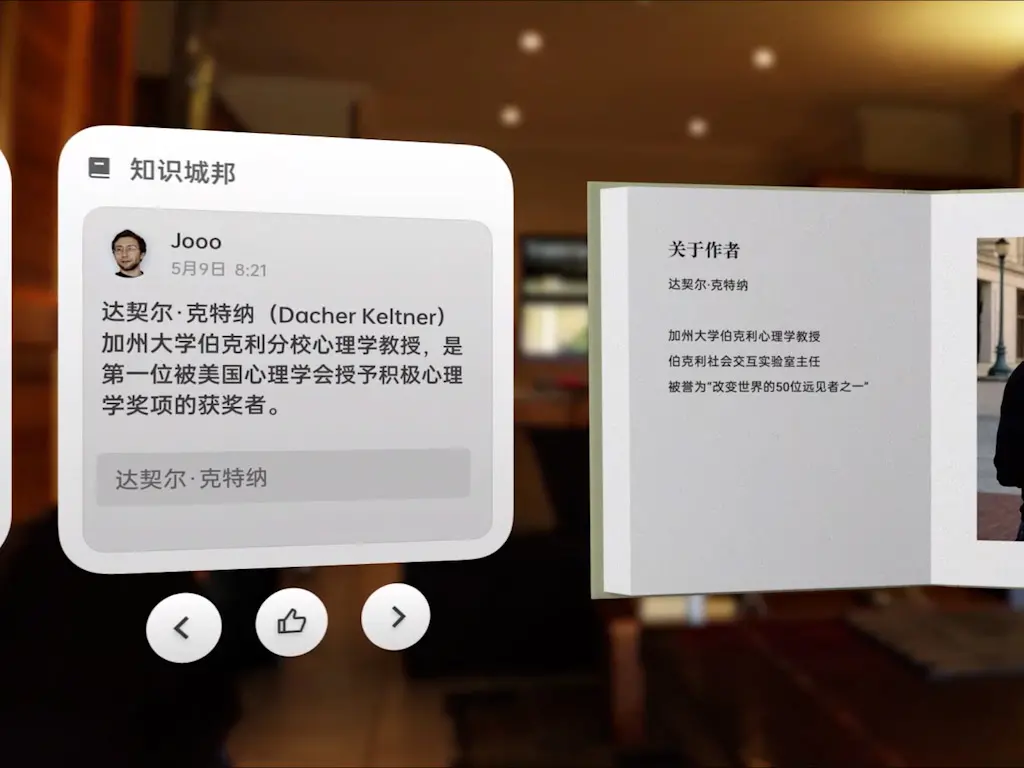 知识城邦
Jooo
5月9日 8:21
达契尔·克特纳（Dacher Keltner）
加州大学伯克利分校心理学教授，是
第一位被美国心理学会授予积极心理
学奖项的获奖者。
达契尔·克特纳
关于作者
达契尔·克特纳
加州大学伯克利心理学教授
伯克利社会交互实验室主任
被誉为"改变世界的50位远见者之一"